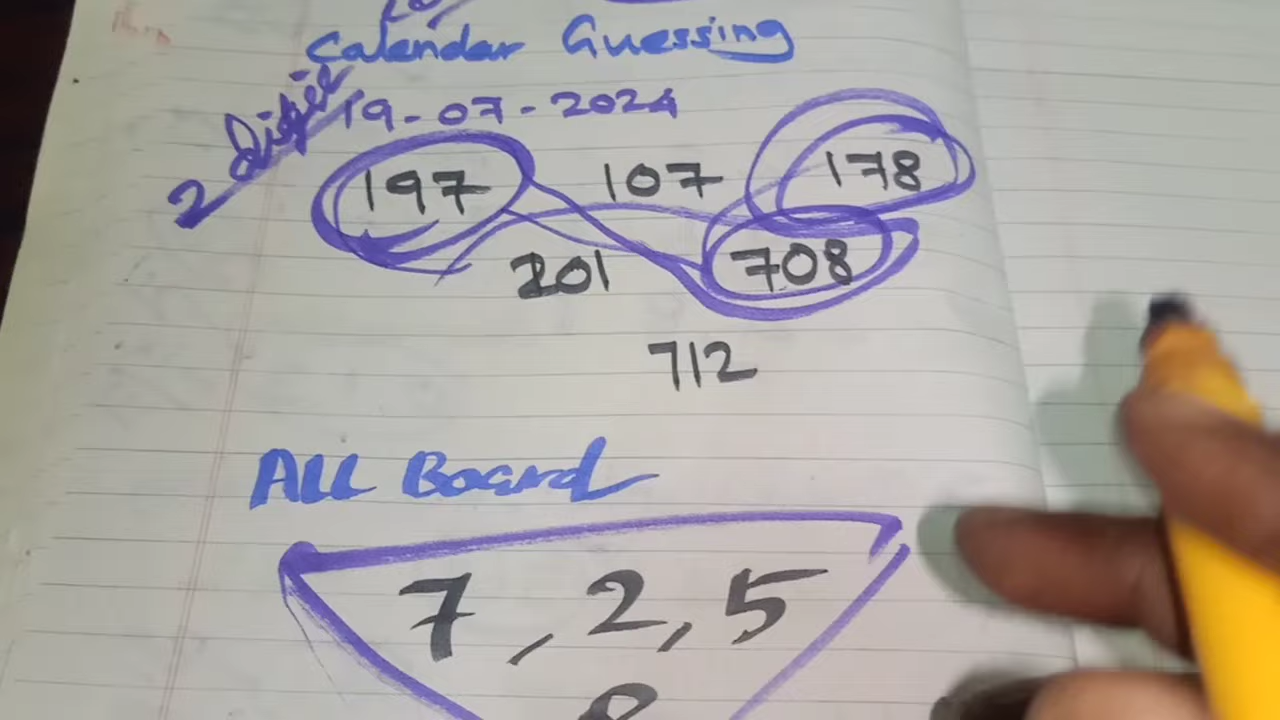 Calendar Guessing
2 Digit
19-07-2024
197 107 178
201 708
712
ALL Board
7, 2, 5